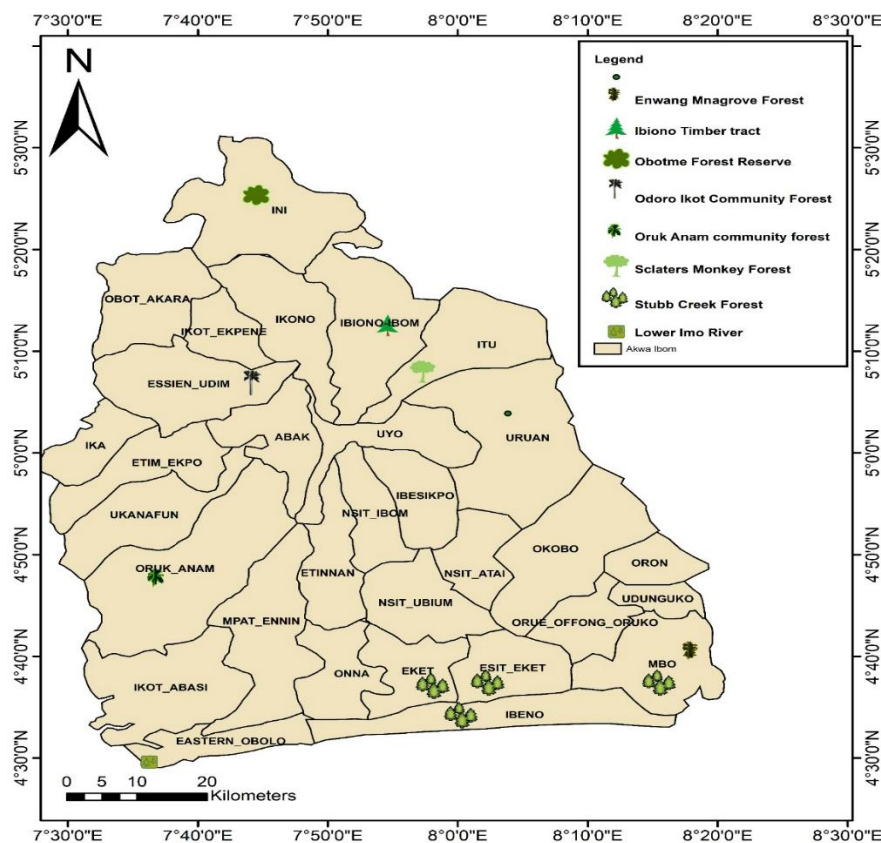 7°30'0"E 7°40'0"E 7°50'0"E 8°0'0"E 8°10'0"E 8°20'0"E 8°30'0"E
N
5°30'0"N
5°20'0"N
5°10'0"N
5°0'0"N
4°50'0"N
4°40'0"N
4°30'0"N
Legend
Enwang Mnagrove Forest
Ibiono Timber tract
Obotme Forest Reserve
Odoro Ikot Community Forest
Oruk Anam community forest
Sclaters Monkey Forest
Stubb Creek Forest
Lower Imo River
Akwa Ibom
INI
OBOT_AKARA
IKOT_EKPENE
IKONO
IBIONO-IBOM
ITU
ESSIEN_UDIM
ABAK
UYO
URUAN
IKA
ETIM_EKPO
IBESIKPO
UKANAFUN
NSIT_IBOM
OKOBO
ORUK_ANAM
ETINNAN
NSIT_ATAI
ORON
UDUNGUKO
NSIT_UBIUM
MPAT_ENNIN
ORUE_OFFONG_ORUKO
ONNA
EKET
ESIT_EKET
MBO
IKOT_ABASI
IBENO
EASTERN_OBOLO
0 5 10 20
Kilometers
5°30'0"N
5°20'0"N
5°10'0"N
5°0'0"N
4°50'0"N
4°40'0"N
4°30'0"N
7°30'0"E 7°40'0"E 7°50'0"E 8°0'0"E 8°10'0"E 8°20'0"E 8°30'0"E